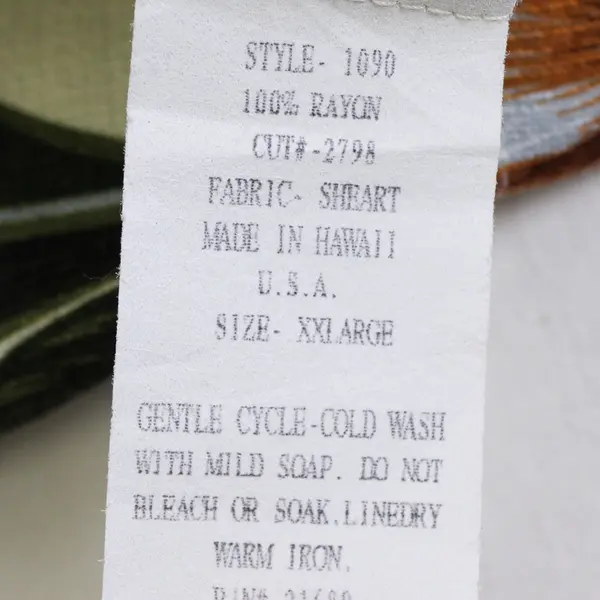 STYLE- 1090
100% RAYON
CUT#-2798
FABRIC- SHEART
MADE IN HAWAII
U.S.A.
SIZE- XXLARGE
GENTLE CYCLE-COLD WASH
WITH MILD SOAP. DO NOT
BLEACH OR SOAK.LINEDRY
WARM IRON.